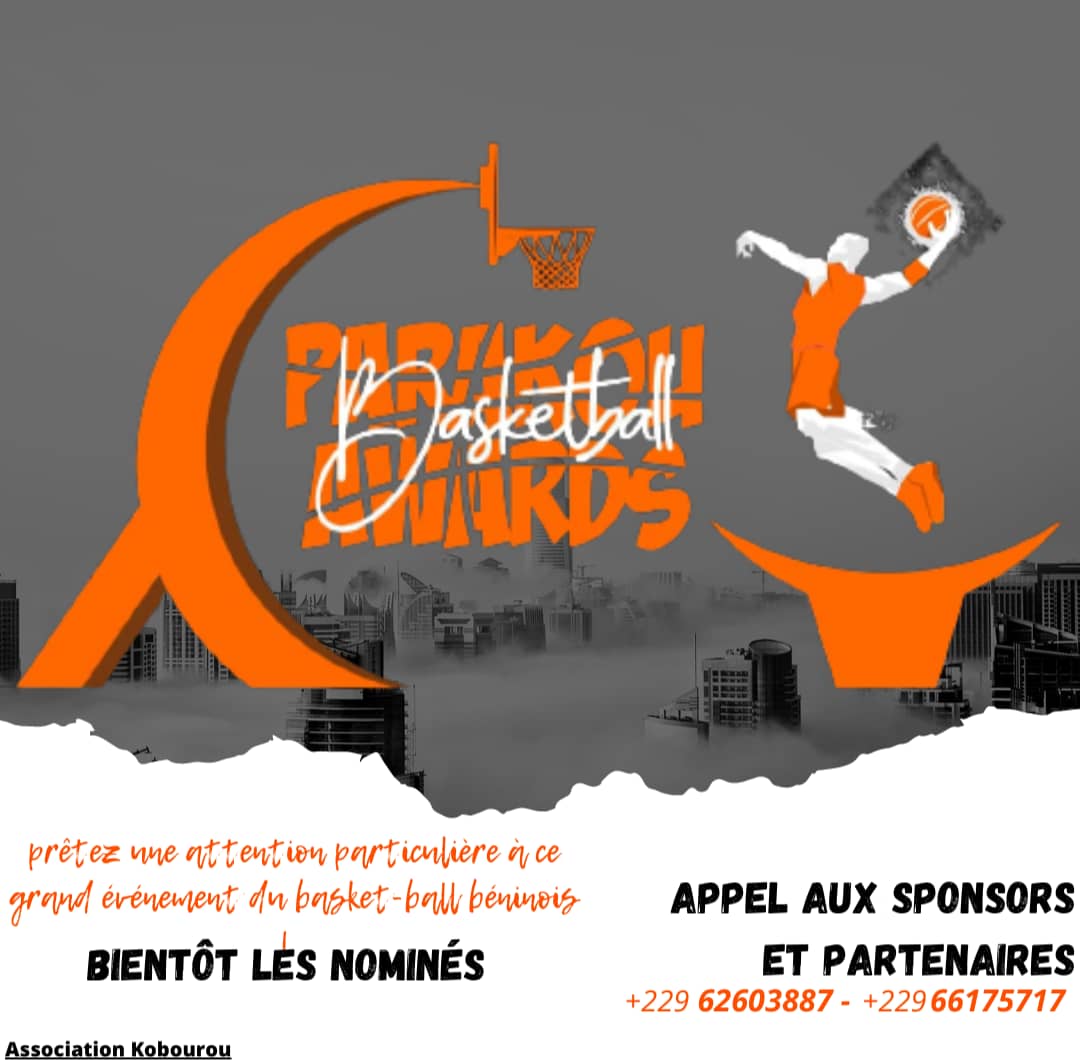 PARAKOU
Basketball
AWARDS
prêtez une attention particulière à ce
grand événement du basket-ball béninois
!
BIENTÔT LES NOMINÉS
APPEL AUX SPONSORS
ET PARTENAIRES
+229 62603887 - +229 66175717
Association Kobourou